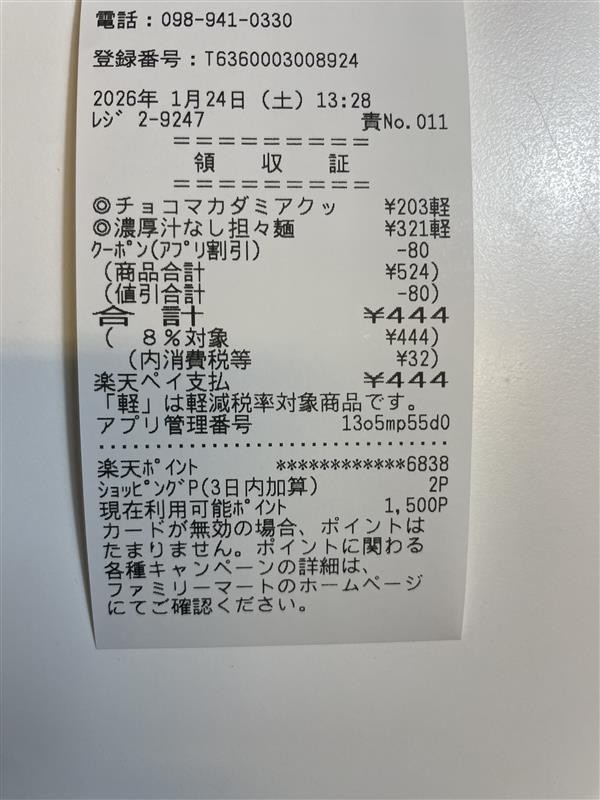 電話:098-941-0330
登録番号:T6360003008924
2026年 1月24日(土)13:28
ﾚｼﾞ 2-9247 責No.011
=========
領 収 証
=========
◎チョコマカダミアクッ ¥203軽
◎濃厚汁なし担々麺 ¥321軽
ｸｰﾎﾟﾝ(ｱﾌﾟﾘ割引) -80
(商品合計 ¥524)
(値引合計 -80)
合 計 ¥444
( 8%対象 ¥444)
(内消費税等 ¥32)
楽天ペイ支払 ¥444
「軽」は軽減税率対象商品です。
アプリ管理番号 13o5mp55d0
楽天ﾎﾟｲﾝﾄ ************6838
ｼｮｯﾋﾟﾝｸﾞP(3日内加算) 2P
現在利用可能ﾎﾟｲﾝﾄ 1,500P
カードが無効の場合、ポイントは
たまりません。ポイントに関わる
各種キャンペーンの詳細は、
ファミリーマートのホームページ
にてご確認ください。